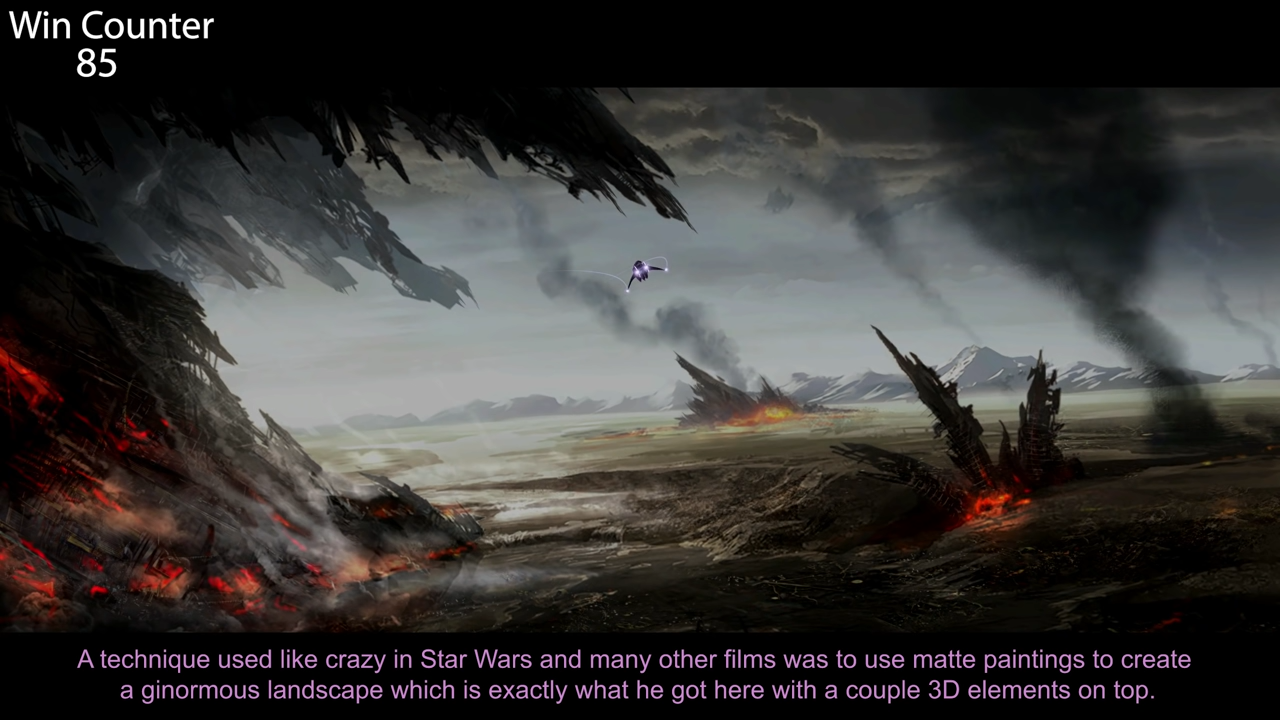 Win Counter
85
A technique used like crazy in Star Wars and many other films was to use matte paintings to create
a ginormous landscape which is exactly what he got here with a couple 3D elements on top.